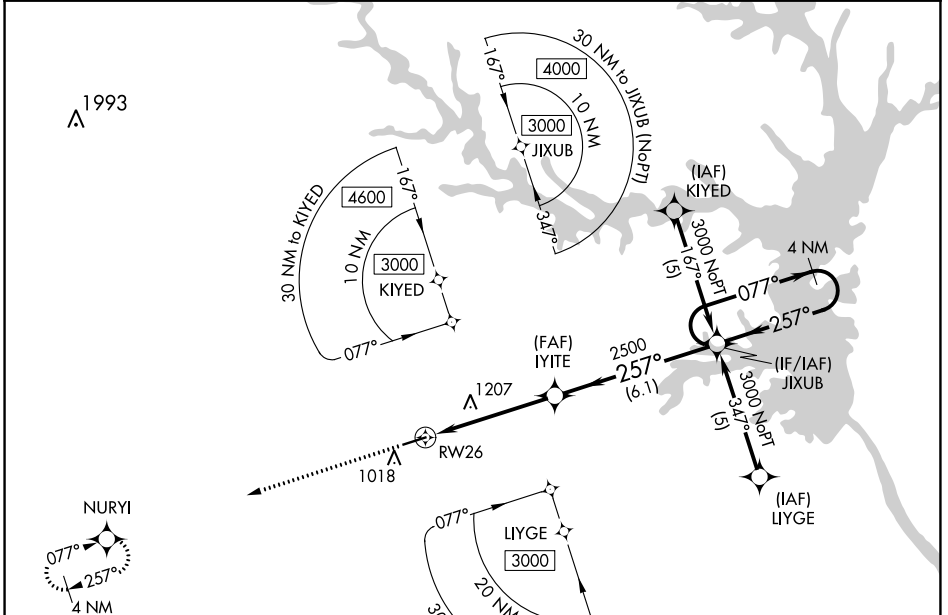 1993
30 NM to JIXUB (NoPT)
167°
4000
10 NM
3000
JIXUB
347°
30 NM to KIYED
167°
4600
10 NM
3000
KIYED
077°
(IAF)
KIYED
3000 NoPT
167°
(5)
4 NM
077°
257°
(IF/IAF)
JIXUB
(FAF)
IYITE
2500
257°
(6.1)
3000 NoPT
347°
(5)
(IAF)
LIYGE
1207
RW26
1018
NURYI
077°
257°
4 NM
077°
LIYGE
3000
20 NM